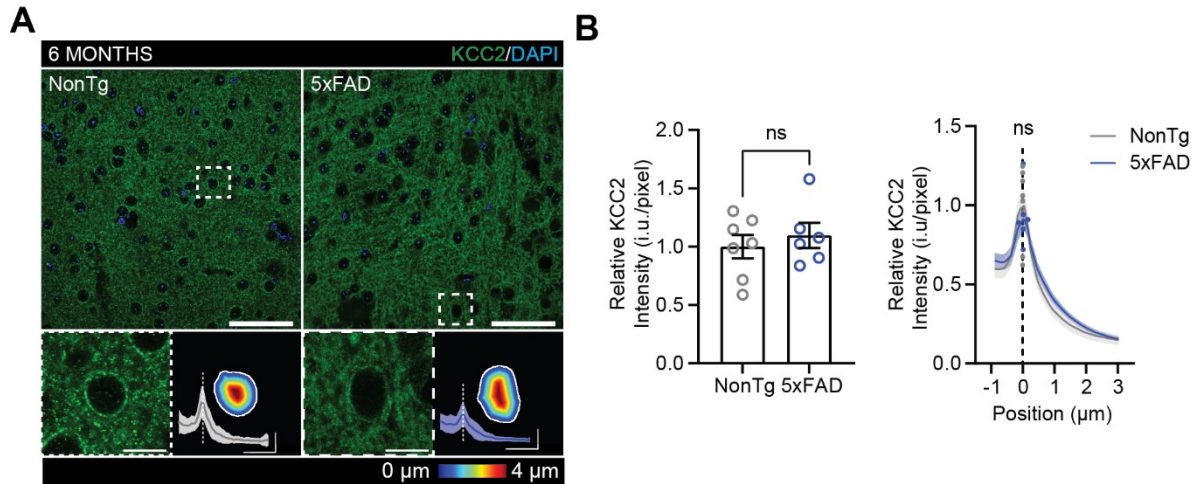 A
6 MONTHS KCC2/DAPI
NonTg 5xFAD
0 µm 4 µm
B
Relative KCC2
Intensity (i.u./pixel)
2.0
1.5
1.0
0.5
0.0
ns
NonTg 5xFAD
Relative KCC2
Intensity (i.u/pixel)
1.5
1.0
0.5
0.0
ns
NonTg
5xFAD
-1 0 1 2 3
Position (µm)